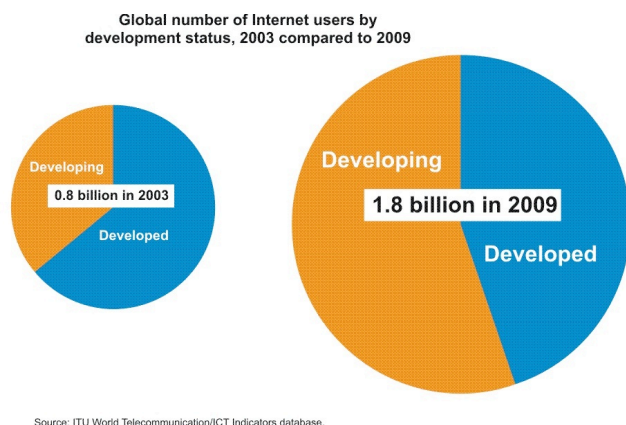 Global number of Internet users by
development status, 2003 compared to 2009
Developing
0.8 billion in 2003
Developed
Developing
1.8 billion in 2009
Developed
Source: ITU World Telecommunication/ICT Indicators database.